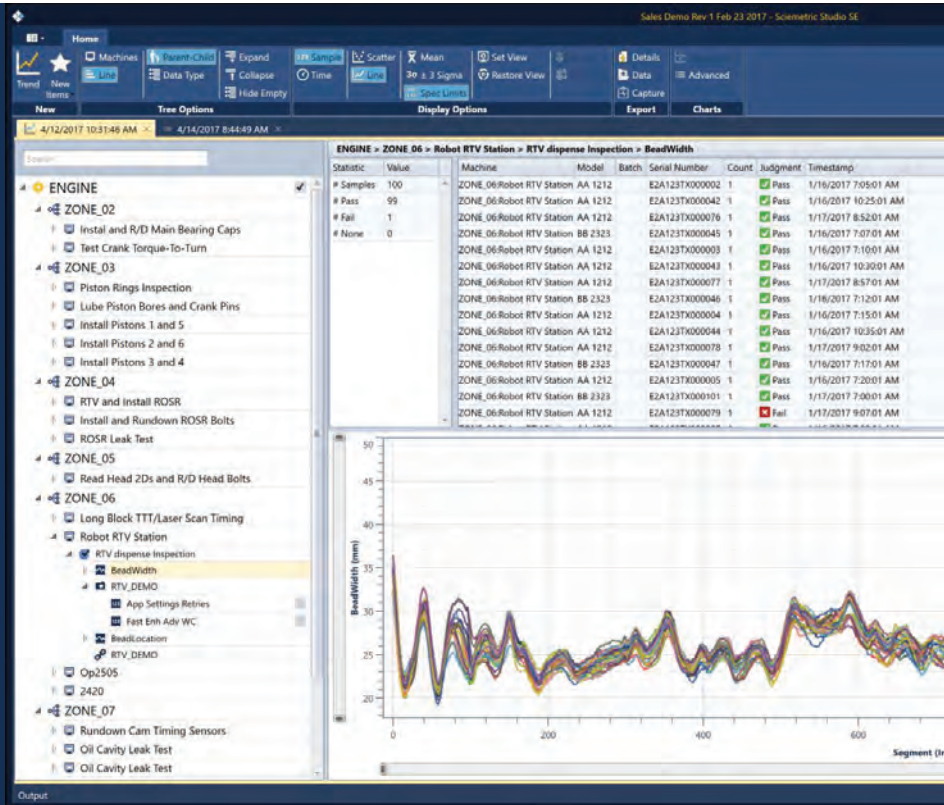 Sales Demo Rev 1 Feb 23 2017 - Sciemetric Studio SE
Home
Trend
New Items
Machines
Line
Parent-Child
Data Type
Expand
Collapse
Hide Empty
Sample
Time
Scatter
Line
Mean
3σ ± 3 Sigma
Spec Limits
Set View
Restore View
Details
Data
Capture
Advanced
New
Tree Options
Display Options
Export
Charts
4/12/2017 10:31:46 AM
4/14/2017 8:44:49 AM
Search
ENGINE
ZONE_02
Instal and R/D Main Bearing Caps
Test Crank Torque-To-Turn
ZONE_03
Piston Rings Inspection
Lube Piston Bores and Crank Pins
Install Pistons 1 and 5
Install Pistons 2 and 6
Install Pistons 3 and 4
ZONE_04
RTV and Install ROSR
Install and Rundown ROSR Bolts
ROSR Leak Test
ZONE_05
Read Head 2Ds and R/D Head Bolts
ZONE_06
Long Block TTT/Laser Scan Timing
Robot RTV Station
RTV dispense Inspection
BeadWidth
RTV_DEMO
App Settings Retries
Fast Enh Adv WC
BeadLocation
RTV_DEMO
Op2505
2420
ZONE_07
Rundown Cam Timing Sensors
Oil Cavity Leak Test
Oil Cavity Leak Test
ENGINE > ZONE_06 > Robot RTV Station > RTV dispense Inspection > BeadWidth
Statistic Value
# Samples 100
# Pass 99
# Fail 1
# None 0
Machine Model Batch Serial Number Count Judgment Timestamp
ZONE_06:Robot RTV Station AA 1212 E2A123TX000002 1 Pass 1/16/2017 7:05:01 AM
ZONE_06:Robot RTV Station AA 1212 E2A123TX000042 1 Pass 1/16/2017 10:25:01 AM
ZONE_06:Robot RTV Station AA 1212 E2A123TX000076 1 Pass 1/17/2017 8:52:01 AM
ZONE_06:Robot RTV Station BB 2323 E2A123TX000045 1 Pass 1/16/2017 7:07:01 AM
ZONE_06:Robot RTV Station AA 1212 E2A123TX000003 1 Pass 1/16/2017 7:10:01 AM
ZONE_06:Robot RTV Station AA 1212 E2A123TX000043 1 Pass 1/16/2017 10:30:01 AM
ZONE_06:Robot RTV Station AA 1212 E2A123TX000077 1 Pass 1/17/2017 8:57:01 AM
ZONE_06:Robot RTV Station BB 2323 E2A123TX000046 1 Pass 1/16/2017 7:12:01 AM
ZONE_06:Robot RTV Station AA 1212 E2A123TX000004 1 Pass 1/16/2017 7:15:01 AM
ZONE_06:Robot RTV Station AA 1212 E2A123TX000044 1 Pass 1/16/2017 10:35:01 AM
ZONE_06:Robot RTV Station AA 1212 E2A123TX000078 1 Pass 1/17/2017 9:02:01 AM
ZONE_06:Robot RTV Station BB 2323 E2A123TX000047 1 Pass 1/16/2017 7:17:01 AM
ZONE_06:Robot RTV Station AA 1212 E2A123TX000005 1 Pass 1/16/2017 7:20:01 AM
ZONE_06:Robot RTV Station BB 2323 E2A123TX000101 1 Pass 1/17/2017 7:00:01 AM
ZONE_06:Robot RTV Station AA 1212 E2A123TX000079 1 Fail 1/17/2017 9:07:01 AM
50
45
40
35
30
25
20
BeadWidth (mm)
0 200 400 600
Segment (In
Output